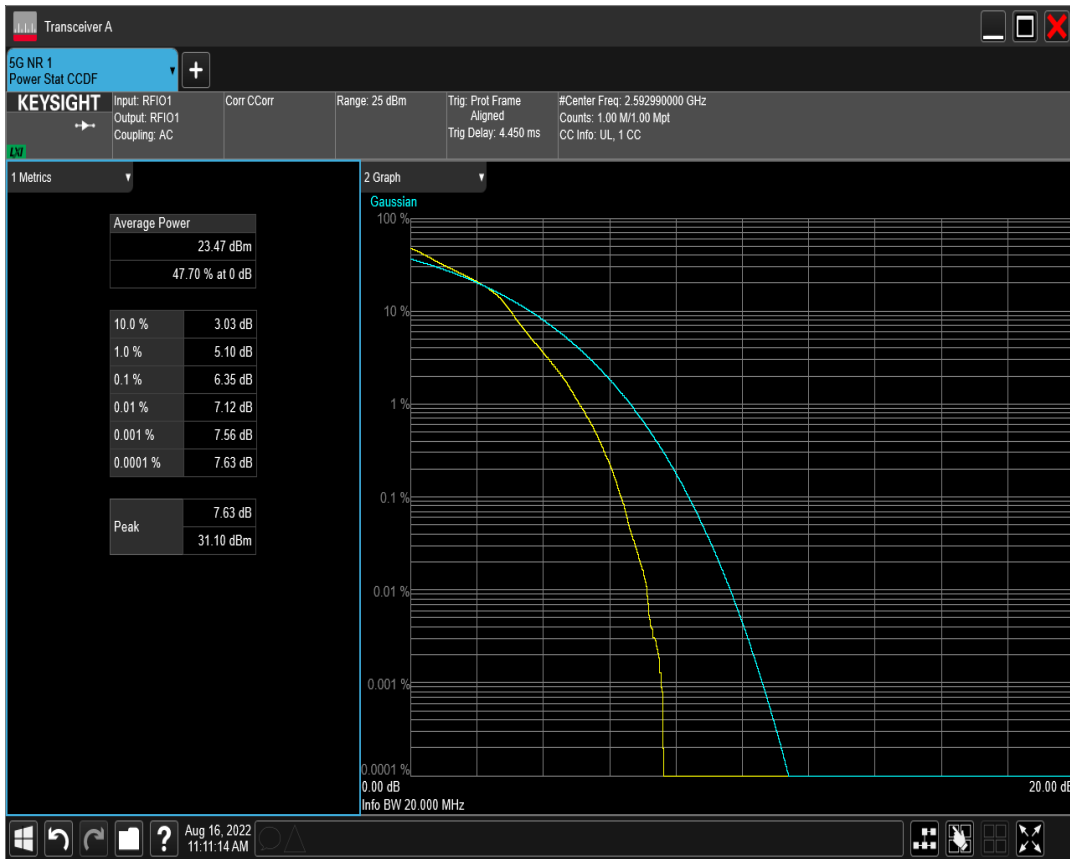 Transceiver A
5G NR 1
Power Stat CCDF
KEYSIGHT
LXI
Input: RFIO1
Output: RFIO1
Coupling: AC
Corr CCorr
Range: 25 dBm
Trig: Prot Frame
Aligned
Trig Delay: 4.450 ms
#Center Freq: 2.592990000 GHz
Counts: 1.00 M/1.00 Mpt
CC Info: UL, 1 CC
1 Metrics
Average Power
23.47 dBm
47.70 % at 0 dB
10.0 % 3.03 dB
1.0 % 5.10 dB
0.1 % 6.35 dB
0.01 % 7.12 dB
0.001 % 7.56 dB
0.0001 % 7.63 dB
Peak 7.63 dB
31.10 dBm
2 Graph
Gaussian
100 %
10 %
1 %
0.1 %
0.01 %
0.001 %
0.0001 %
0.00 dB 20.00 dB
Info BW 20.000 MHz
Aug 16, 2022
11:11:14 AM